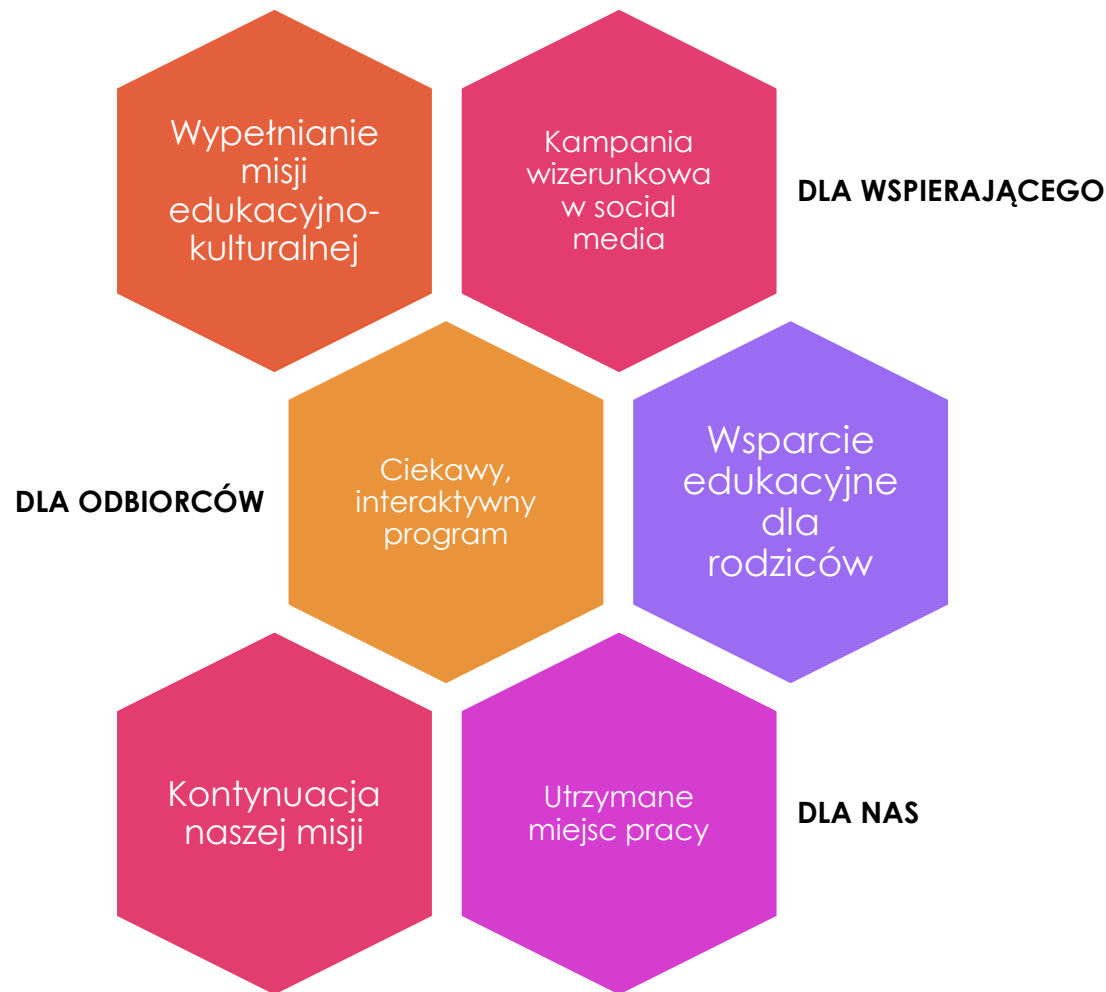 Wypełnianie
misji
edukacyjno-
kulturalnej
Kampania
wizerunkowa
w social
media
DLA WSPIERAJĄCEGO
DLA ODBIORCÓW
Ciekawy,
interaktywny
program
Wsparcie
edukacyjne
dla
rodziców
Kontynuacja
naszej misji
Utrzymane
miejsc pracy
DLA NAS